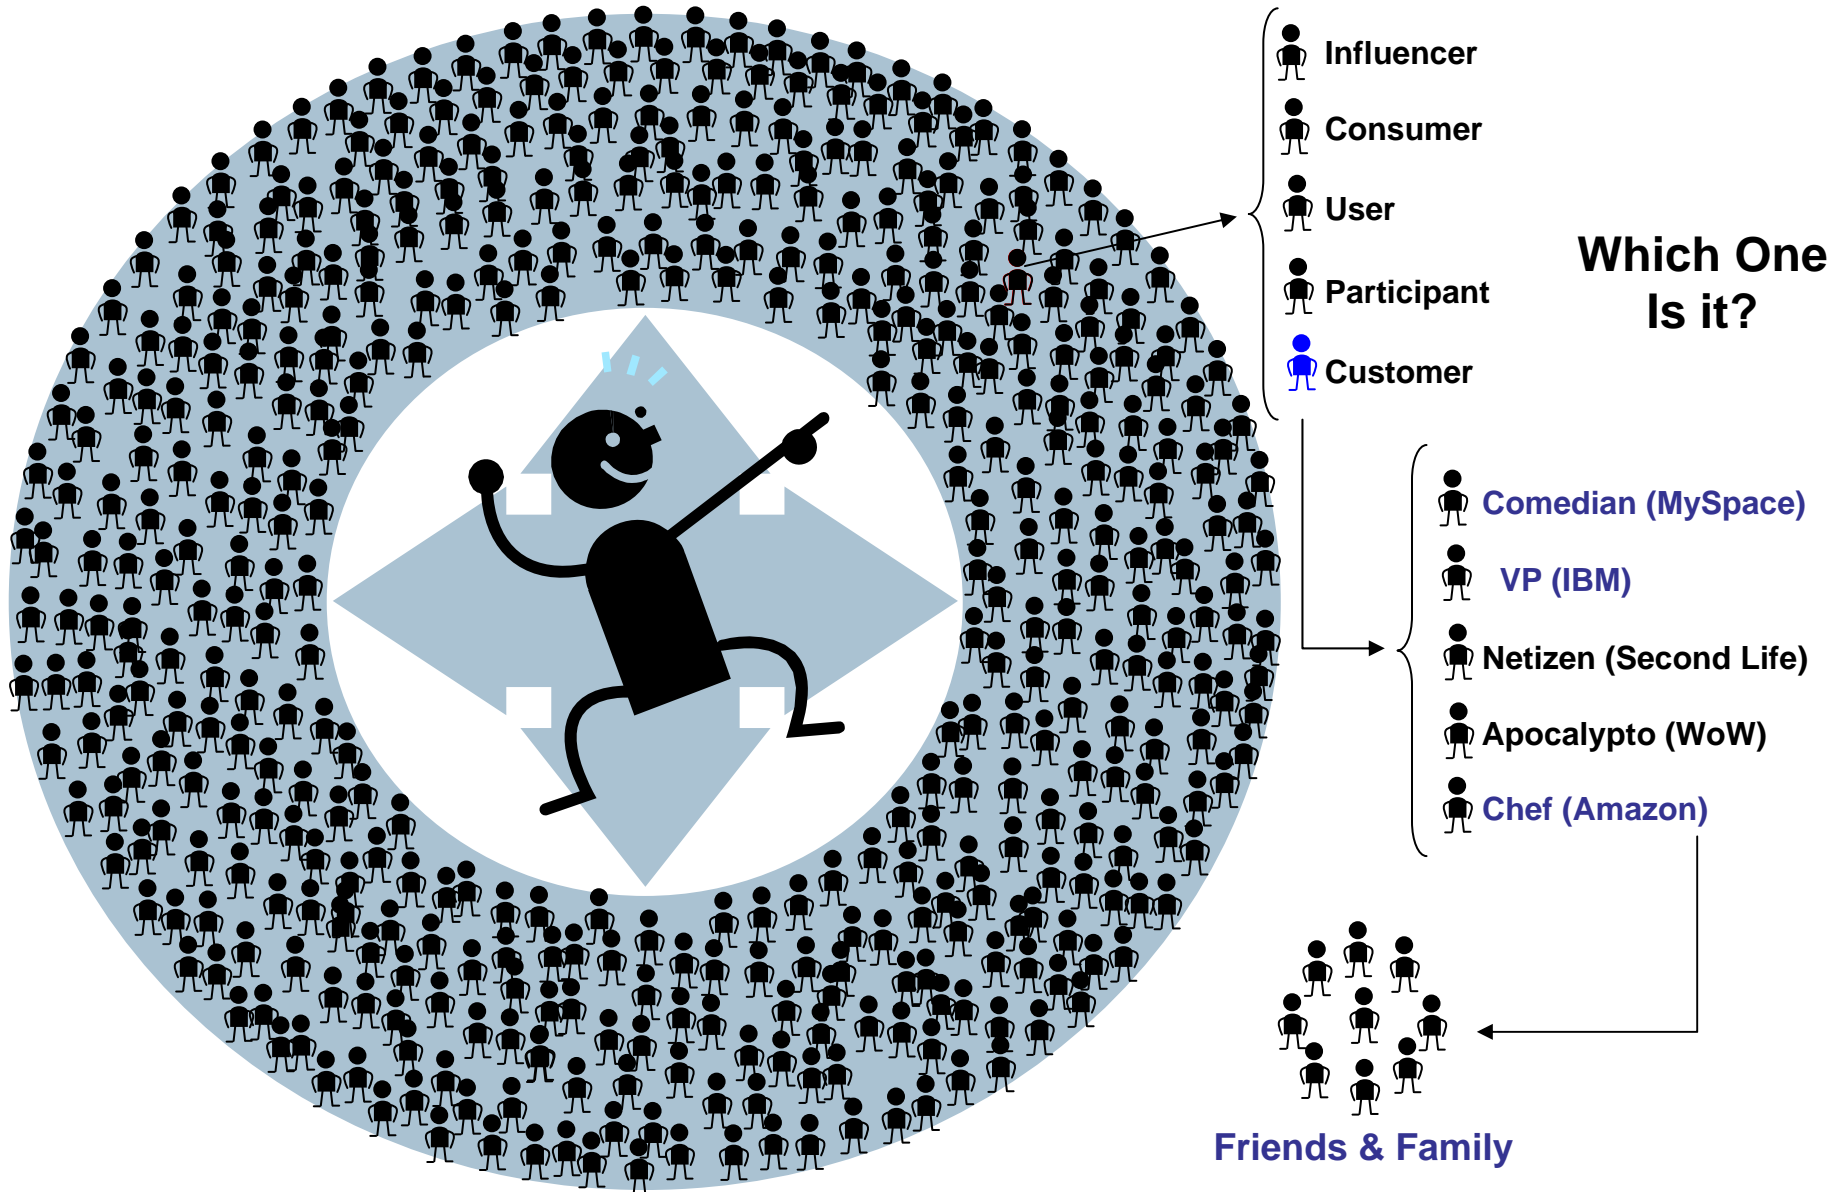 Influencer
Consumer
User
Participant
Customer
Which One
Is it?
Comedian (MySpace)
VP (IBM)
Netizen (Second Life)
Apocalypto (WoW)
Chef (Amazon)
Friends & Family